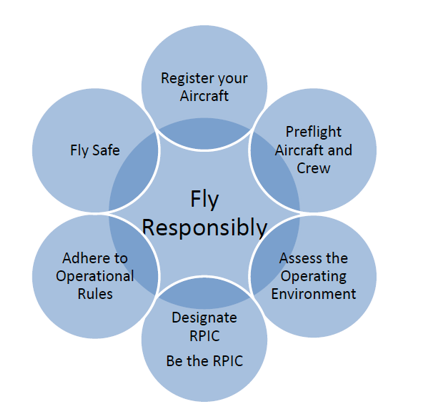 Register your
Aircraft
Preflight
Aircraft and
Crew
Assess the
Operating
Environment
Designate
RPIC
Be the RPIC
Adhere to
Operational
Rules
Fly Safe
Fly
Responsibly